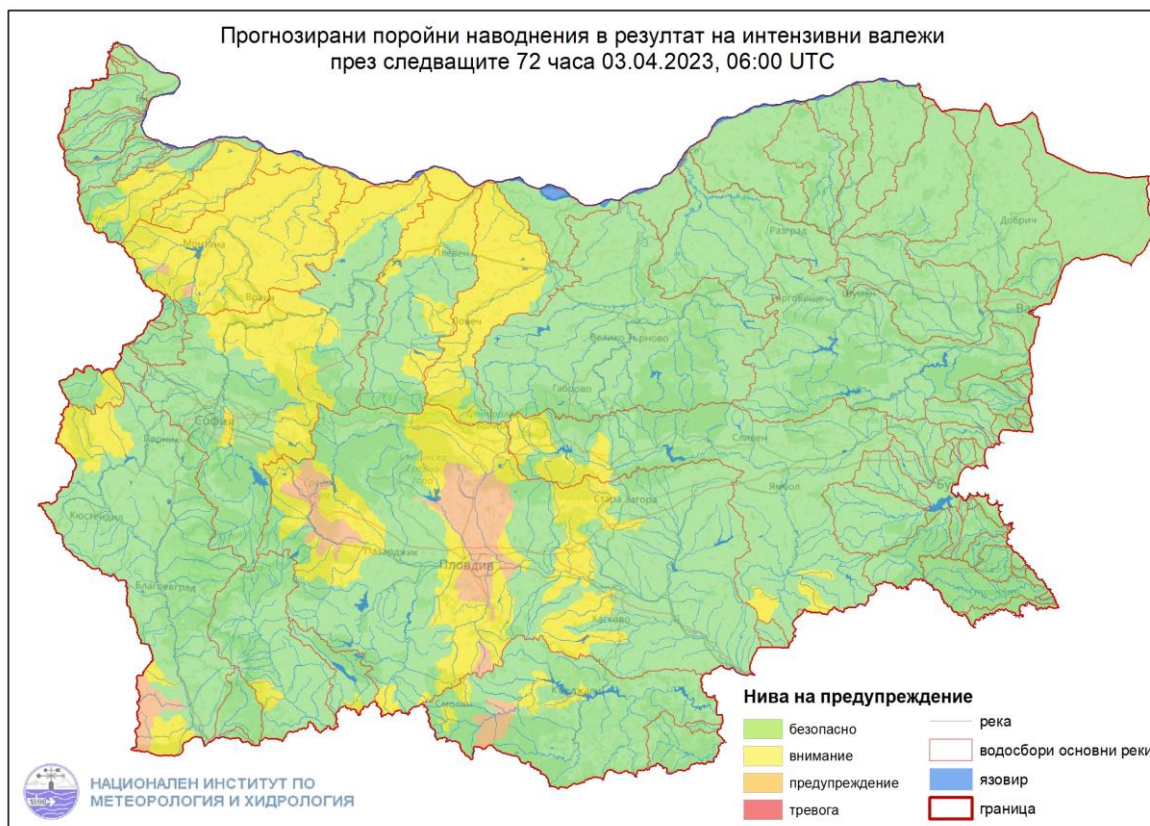 Прогнозирани поройни наводнения в резултат на интензивни валежи
през следващите 72 часа 03.04.2023, 06:00 UTC
Добрич
Разград
Монтана
Плевен
Търговище
Шумен
Враца
Ловеч
Велико Търново
Габрово
София
Перник
Сливен
Стара Загора
Ямбол
Кюстендил
Пазарджик
Пловдив
Благоевград
Хасково
Смолян
Нива на предупреждение
безопасно
внимание
предупреждение
тревога
река
водосбори основни реки
язовир
граница
1890
НАЦИОНАЛЕН ИНСТИТУТ ПО
МЕТЕОРОЛОГИЯ И ХИДРОЛОГИЯ